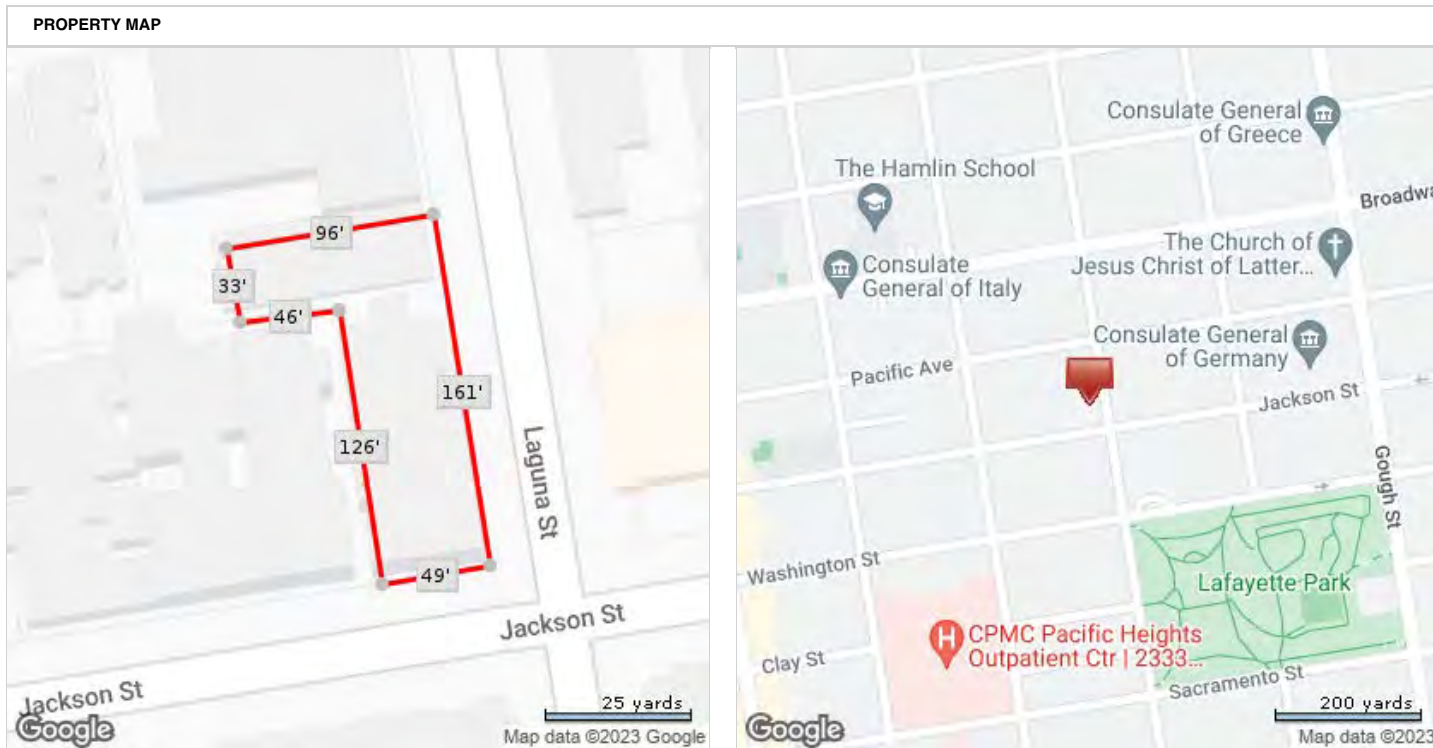 PROPERTY MAP
96'
33'
46'
161'
126'
49'
Laguna St
Jackson St
Jackson St
25 yards
Google
Map data ©2023 Google
Consulate General
of Greece
The Hamlin School
Broadwa
The Church of
Jesus Christ of Latter...
Consulate
General of Italy
Consulate General
of Germany
Pacific Ave
Jackson St
Gough St
Washington St
Lafayette Park
CPMC Pacific Heights
Outpatient Ctr | 2333...
Clay St
Sacramento St
200 yards
Google
Map data ©2023